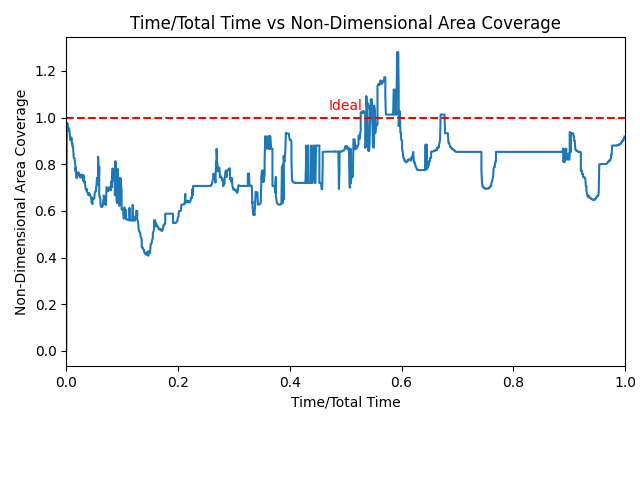 Time/Total Time vs Non-Dimensional Area Coverage
Non-Dimensional Area Coverage
1.2
1.0
0.8
0.6
0.4
0.2
0.0
Ideal
0.0 0.2 0.4 0.6 0.8 1.0
Time/Total Time